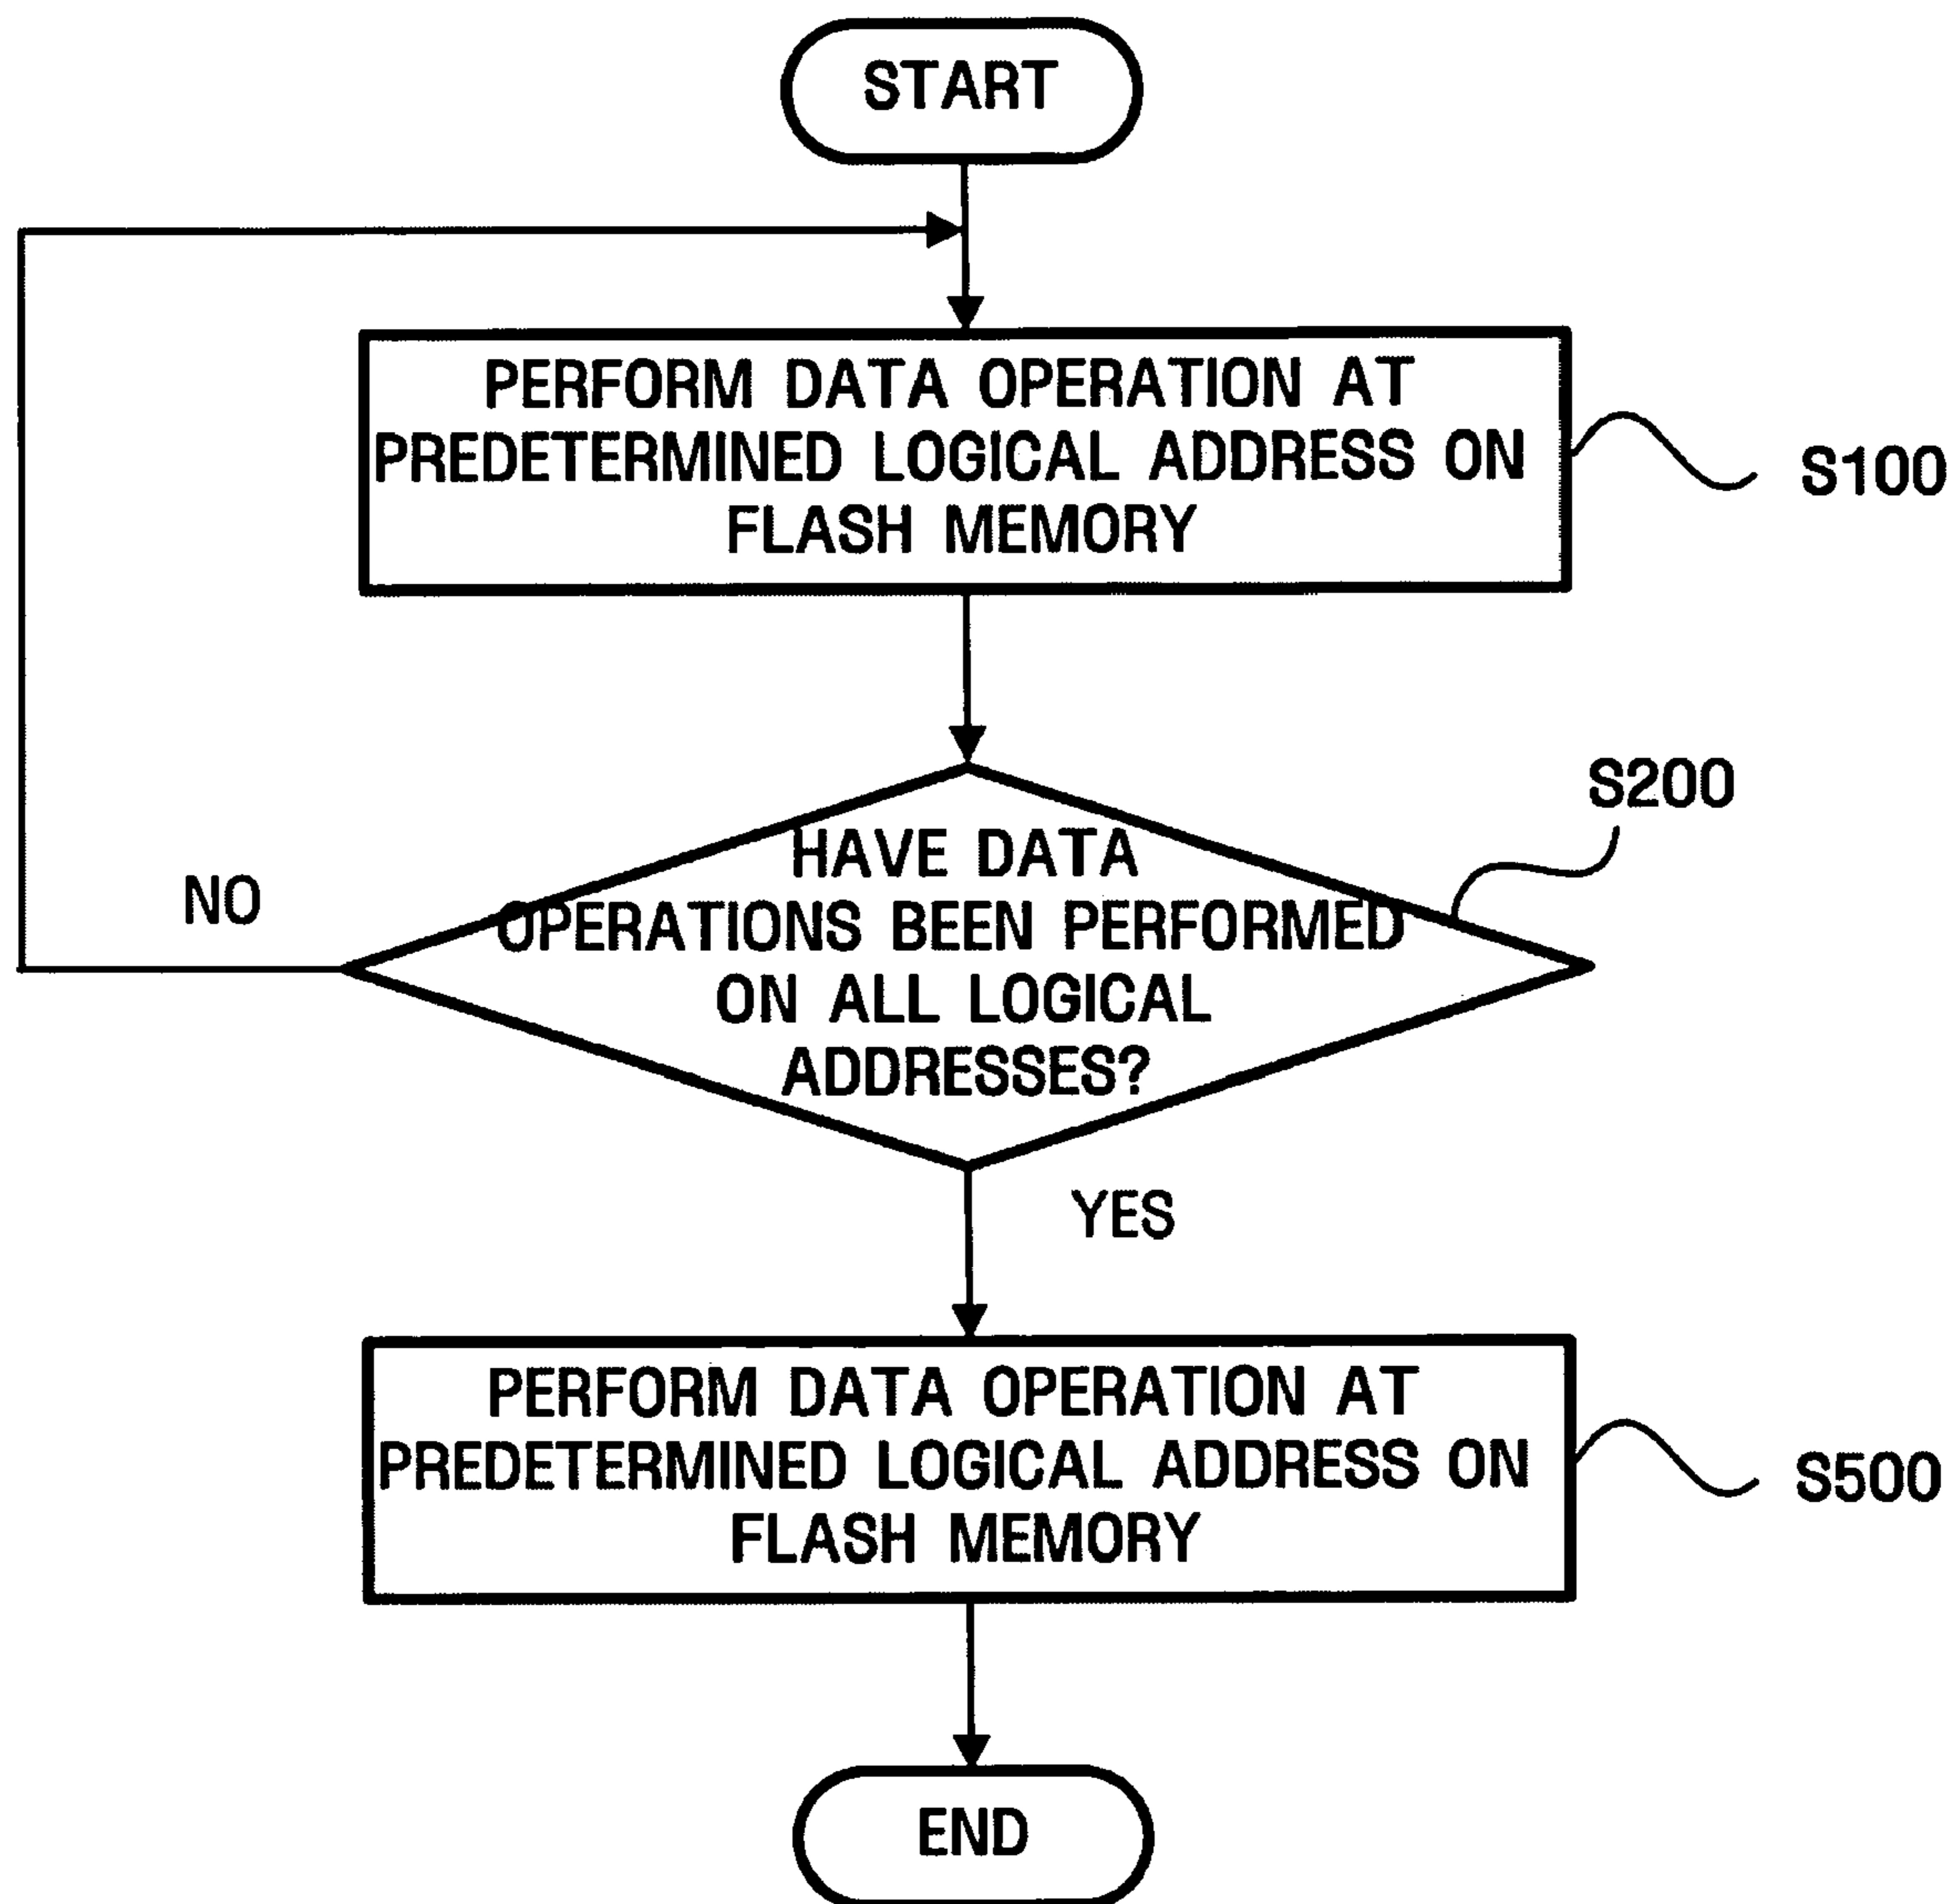 START
PERFORM DATA OPERATION AT
PREDETERMINED LOGICAL ADDRESS ON
FLASH MEMORY
S100
S200
HAVE DATA
OPERATIONS BEEN PERFORMED
ON ALL LOGICAL
ADDRESSES?
NO
YES
PERFORM DATA OPERATION AT
PREDETERMINED LOGICAL ADDRESS ON
FLASH MEMORY
S500
END